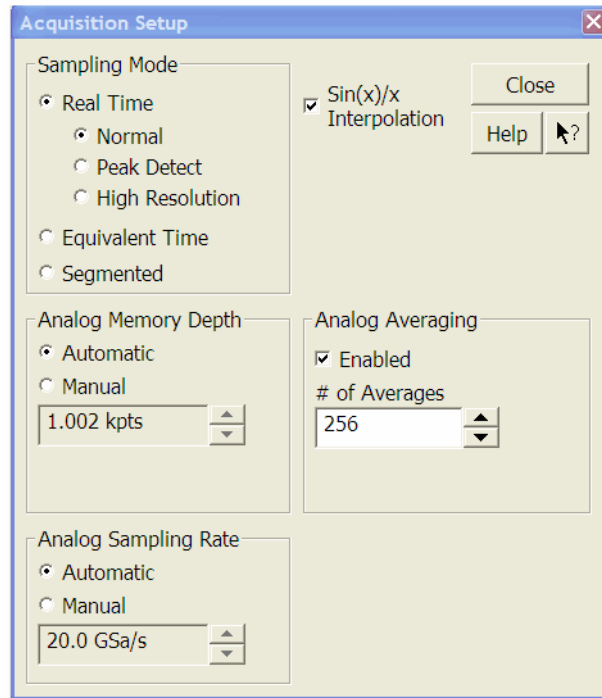 Acquisition Setup
Sampling Mode
Real Time
Normal
Peak Detect
High Resolution
Equivalent Time
Segmented
Sin(x)/x
Interpolation
Close
Help
?
Analog Memory Depth
Automatic
Manual
1.002 kpts
Analog Averaging
Enabled
# of Averages
256
Analog Sampling Rate
Automatic
Manual
20.0 GSa/s